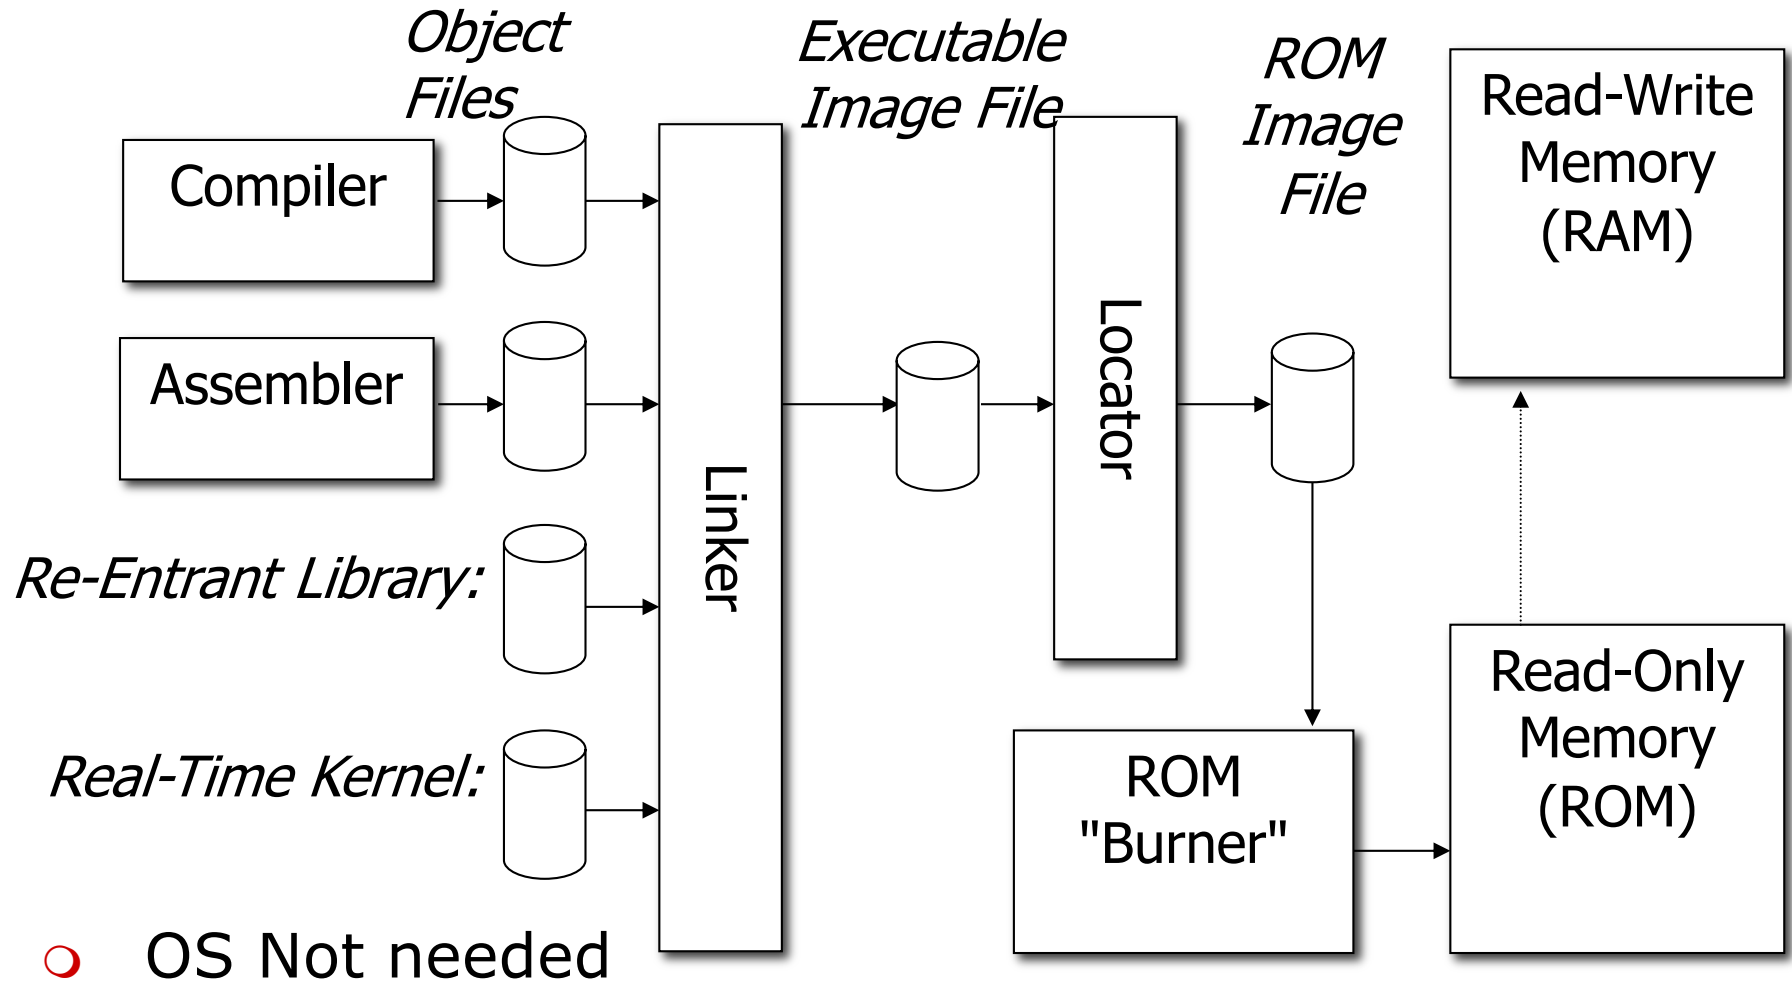 Object
Files
Executable
Image File
ROM
Image
File
Read-Write
Memory
(RAM)
Compiler
Assembler
Linker
Locator
Re-Entrant Library:
Real-Time Kernel:
ROM
"Burner"
Read-Only
Memory
(ROM)
OS Not needed